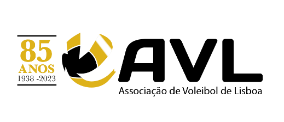 85
ANOS
1938 -2023
AVL
Associação de Voleibol de Lisboa